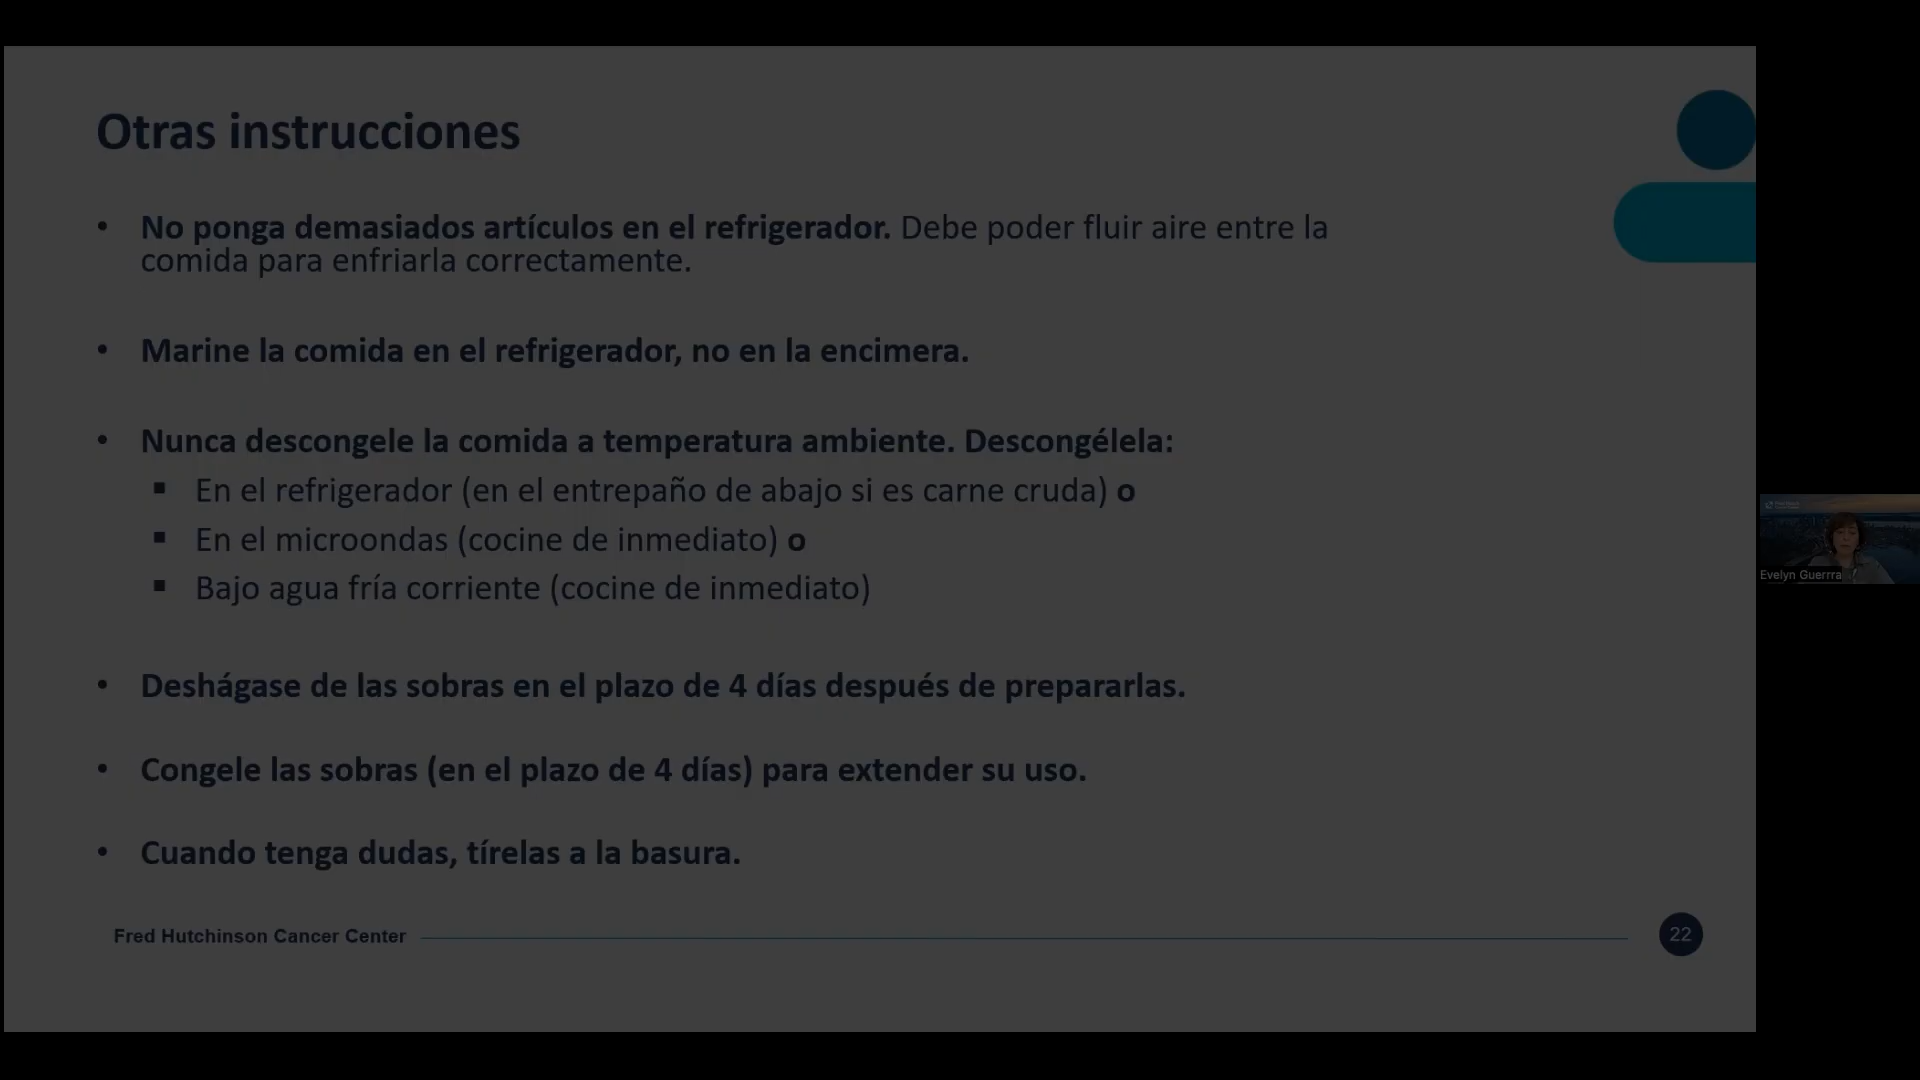 Otras instrucciones
• No ponga demasiados artículos en el refrigerador. Debe poder fluir aire entre la
comida para enfriarla correctamente.
• Marine la comida en el refrigerador, no en la encimera.
• Nunca descongele la comida a temperatura ambiente. Descongélela:
▪ En el refrigerador (en el entrepaño de abajo si es carne cruda) o
▪ En el microondas (cocine de inmediato) o
▪ Bajo agua fría corriente (cocine de inmediato)
• Deshágase de las sobras en el plazo de 4 días después de prepararlas.
• Congele las sobras (en el plazo de 4 días) para extender su uso.
• Cuando tenga dudas, tírelas a la basura.
Fred Hutchinson Cancer Center
22
Evelyn Guerrra